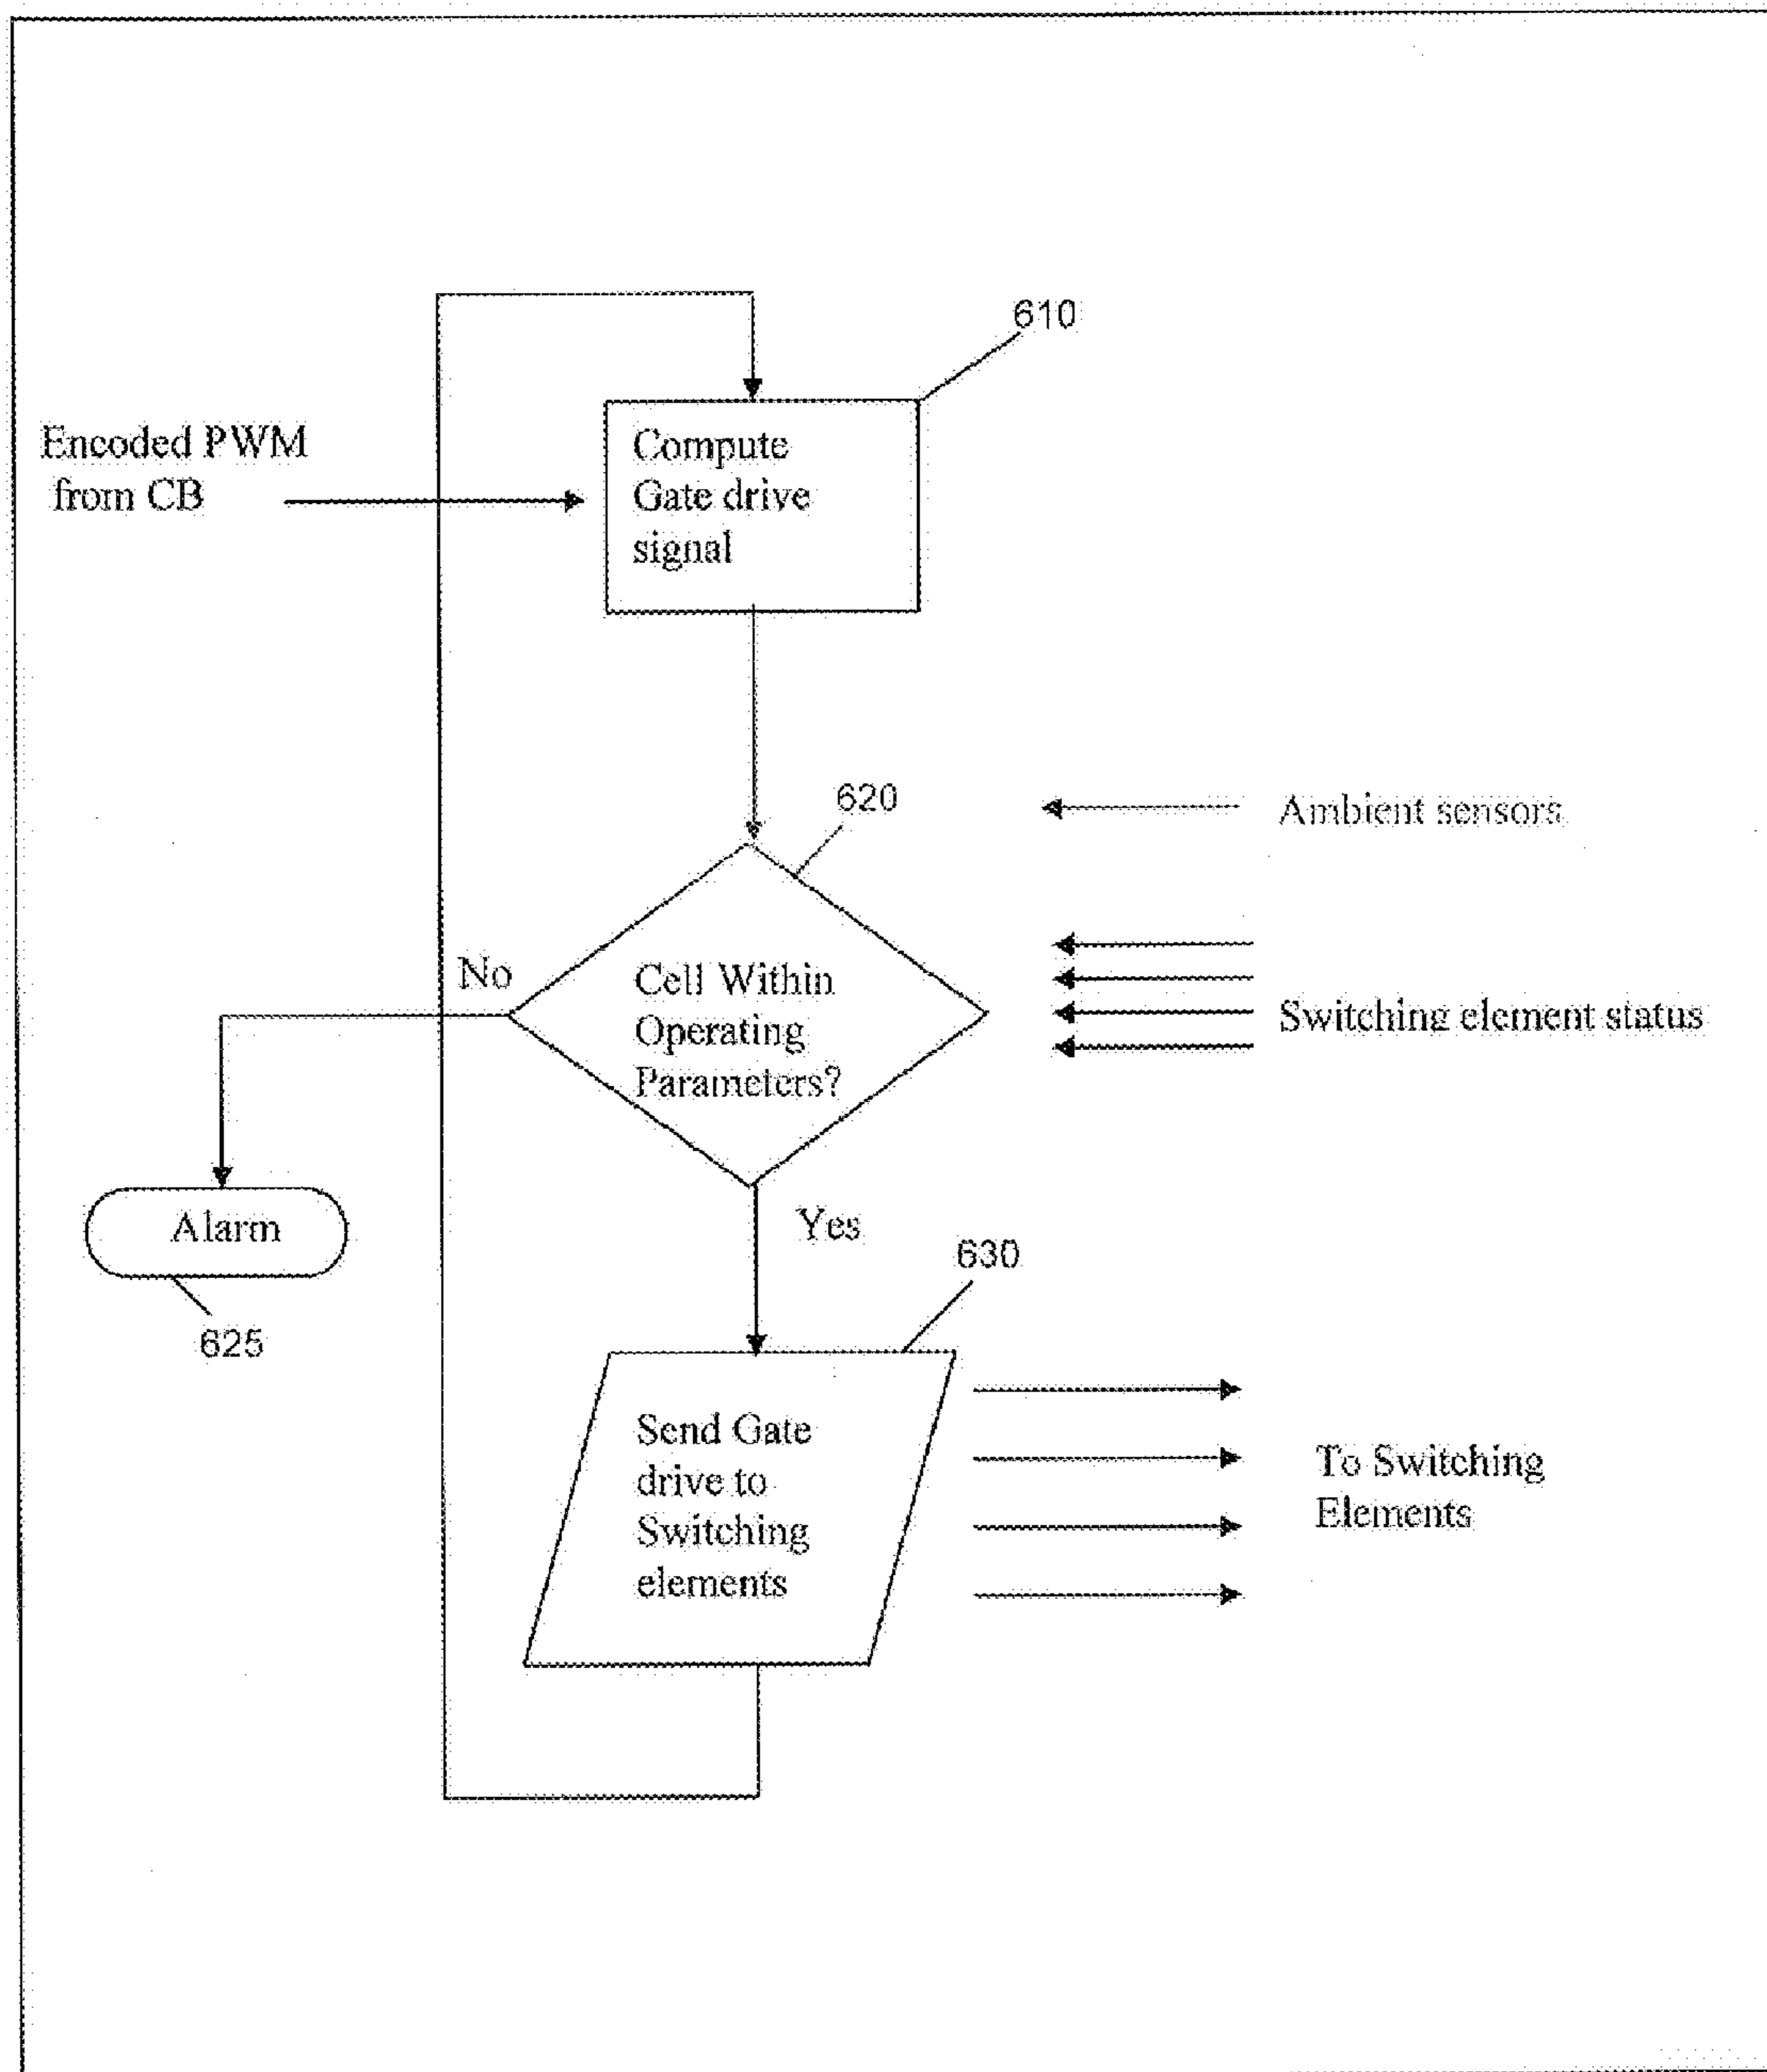 610
Encoded PWM
from CB
Compute
Gate drive
signal
620
Ambient sensors
No
Cell Within
Operating
Parameters?
Switching element status
Alarm
Yes
625
630
Send Gate
drive to
Switching
elements
To Switching
Elements